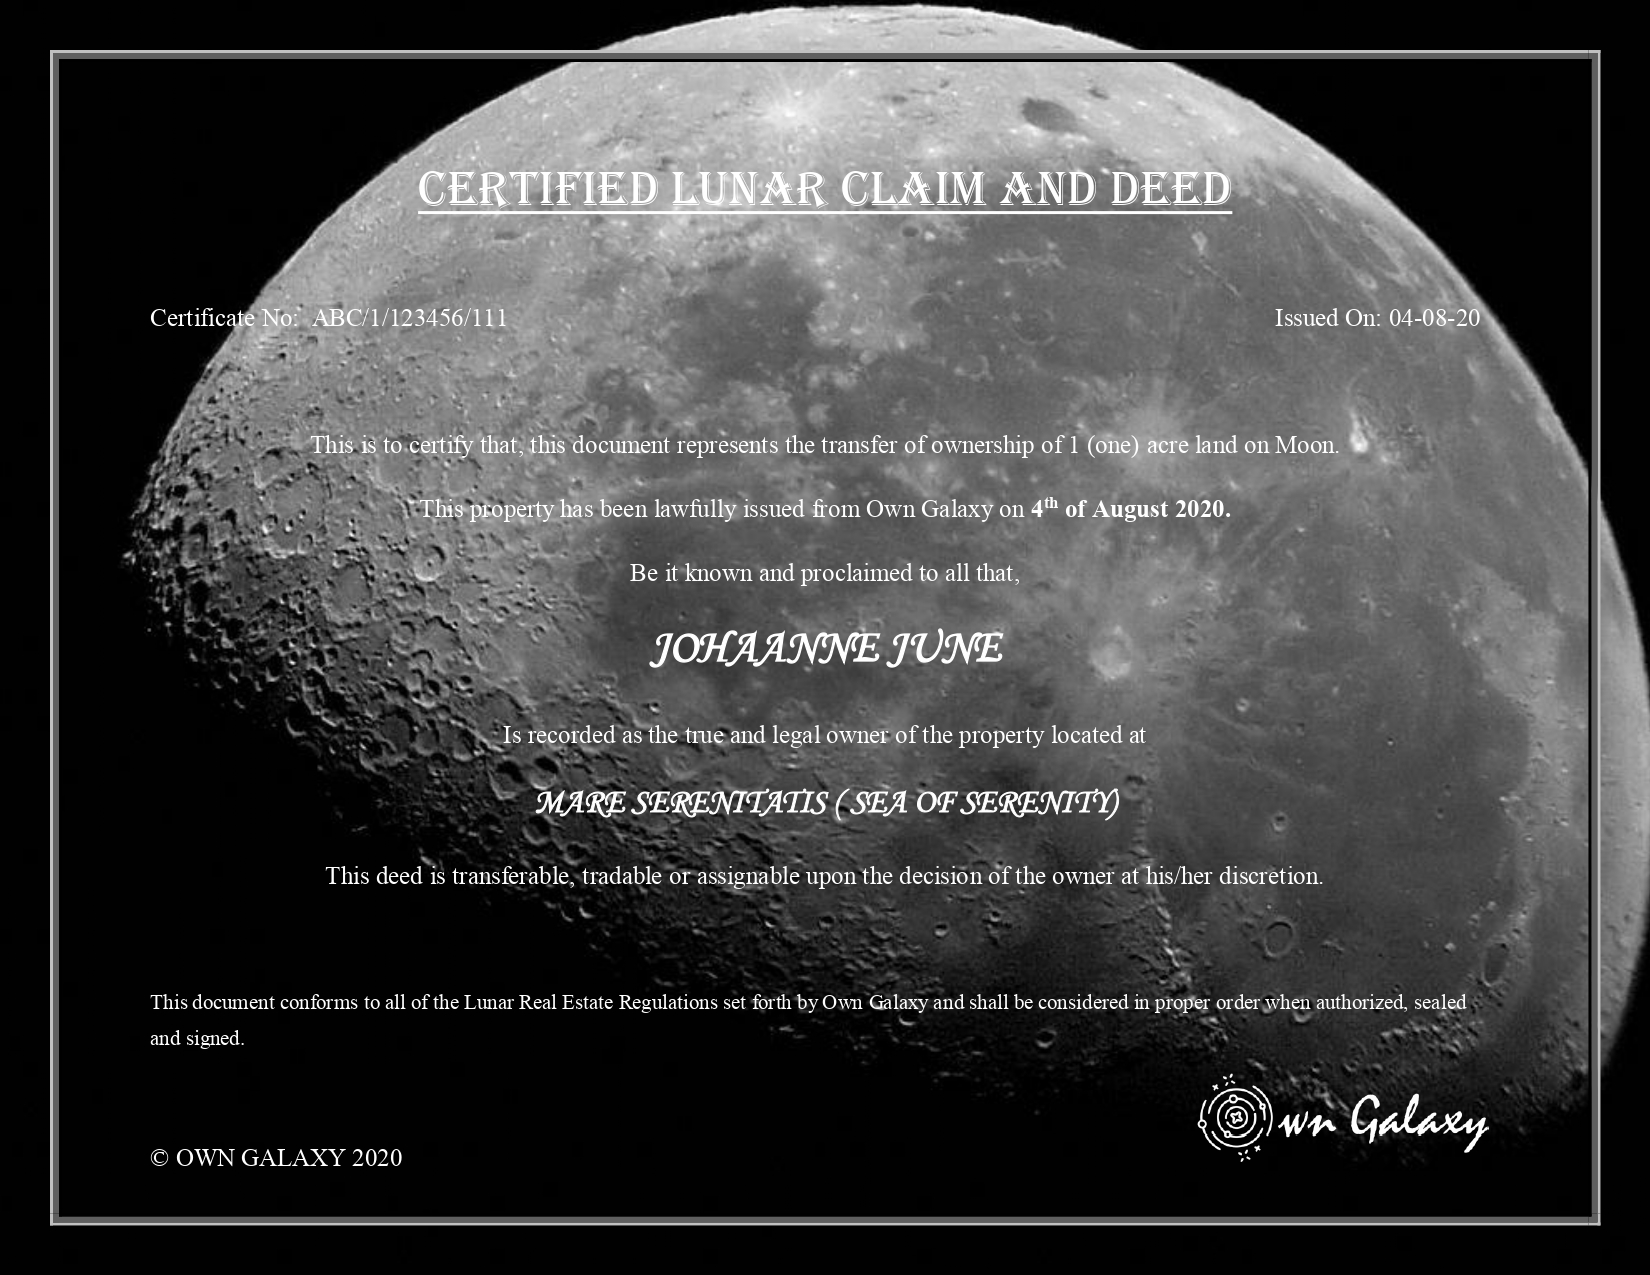 CERTIFIED LUNAR CLAIM AND DEED
Certificate No: ABC/1/123456/111
Issued On: 04-08-20
This is to certify that, this document represents the transfer of ownership of 1 (one) acre land on Moon.
This property has been lawfully issued from Own Galaxy on 4th of August 2020.
Be it known and proclaimed to all that,
JOHAANNE JUNE
Is recorded as the true and legal owner of the property located at
MARE SERENITATIS ( SEA OF SERENITY)
This deed is transferable, tradable or assignable upon the decision of the owner at his/her discretion.
This document conforms to all of the Lunar Real Estate Regulations set forth by Own Galaxy and shall be considered in proper order when authorized, sealed
and signed.
Own Galaxy
© OWN GALAXY 2020